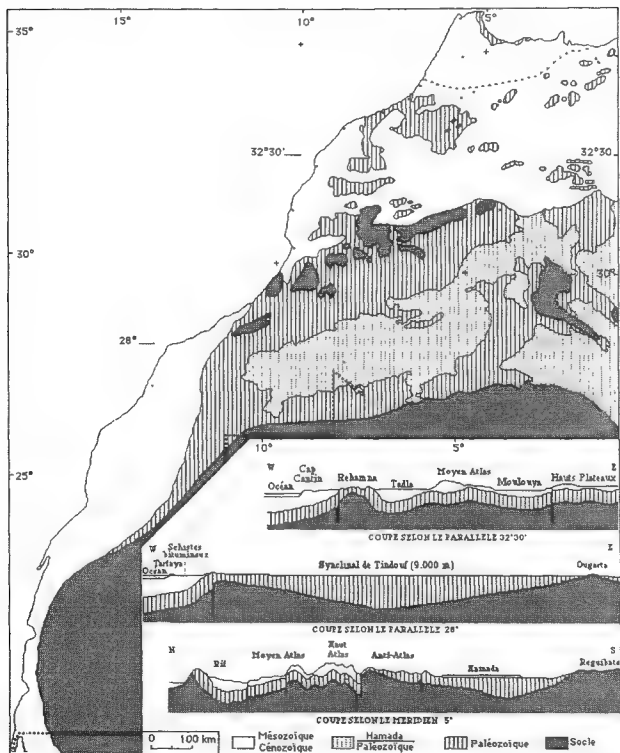 15° 10° 5°
35°
32°30' 32°30
30° 30°
28°
25°
10° 5°
W Cap Cantin Rehamna Tadla Moyen Atlas Moulouya Hauts Plateaux
Océan
COUPE SELON LE PARALLELE 32°30'
W Schistes bitumineux
Tarfaya
Océan
Synclinal de Tindouf (9.000 m) Ougarta
COUPE SELON LE PARALLELE 28°
N Rif Moyen Atlas Haut Atlas Anti-Atlas Hamada Reguibate S
COUPE SELON LE MERIDIEN 5°
0 100 km
Mésozoïque
Cénozoïque
Hamada
Paléozoïque
Paléozoïque
Socle